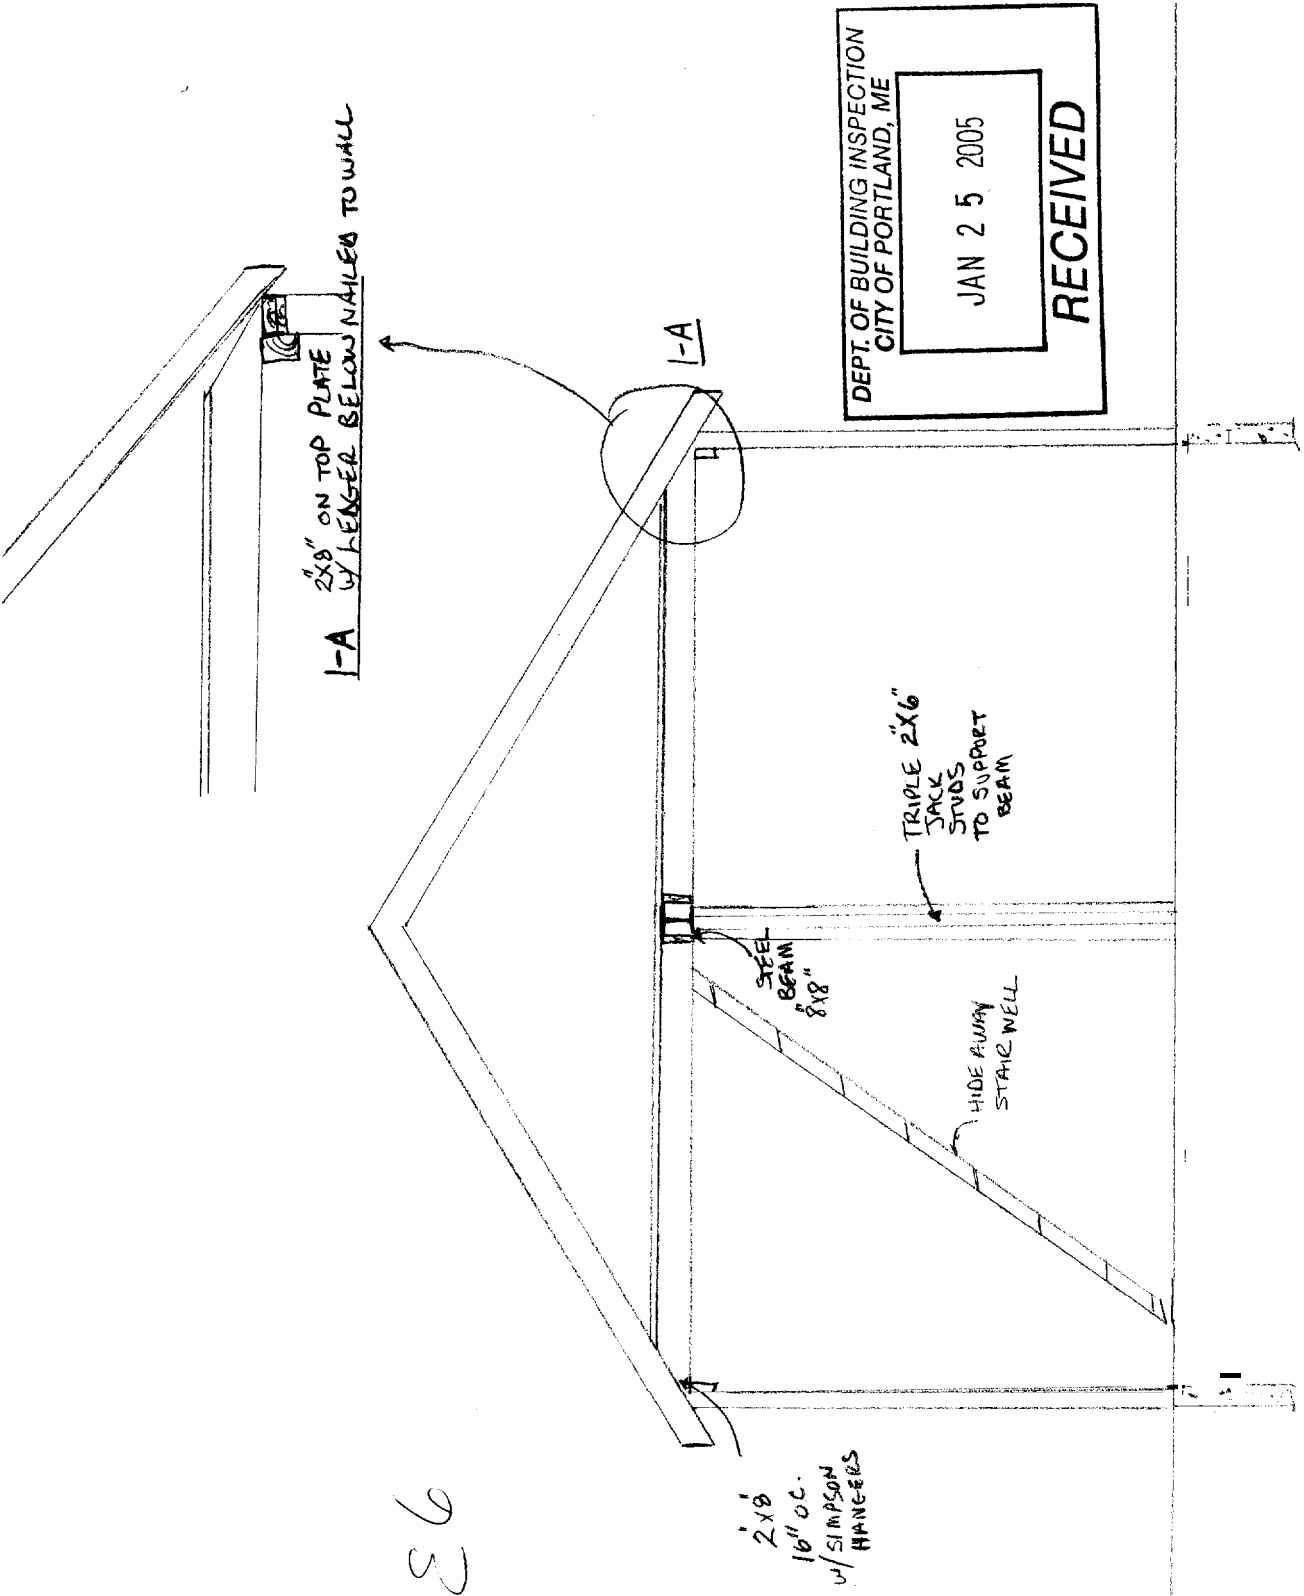 1-A 2"X8" ON TOP PLATE
W/ LEDGER BELOW NAILED TO WALL
1-A
DEPT. OF BUILDING INSPECTION
CITY OF PORTLAND, ME
JAN 25 2005
RECEIVED
TRIPLE 2"X6"
JACK
STUDS
TO SUPPORT
BEAM
STEEL
BEAM
8"X8"
HIDE AWAY
STAIR WELL
2"X8"
16" O.C.
W/ SIMPSON
HANGERS